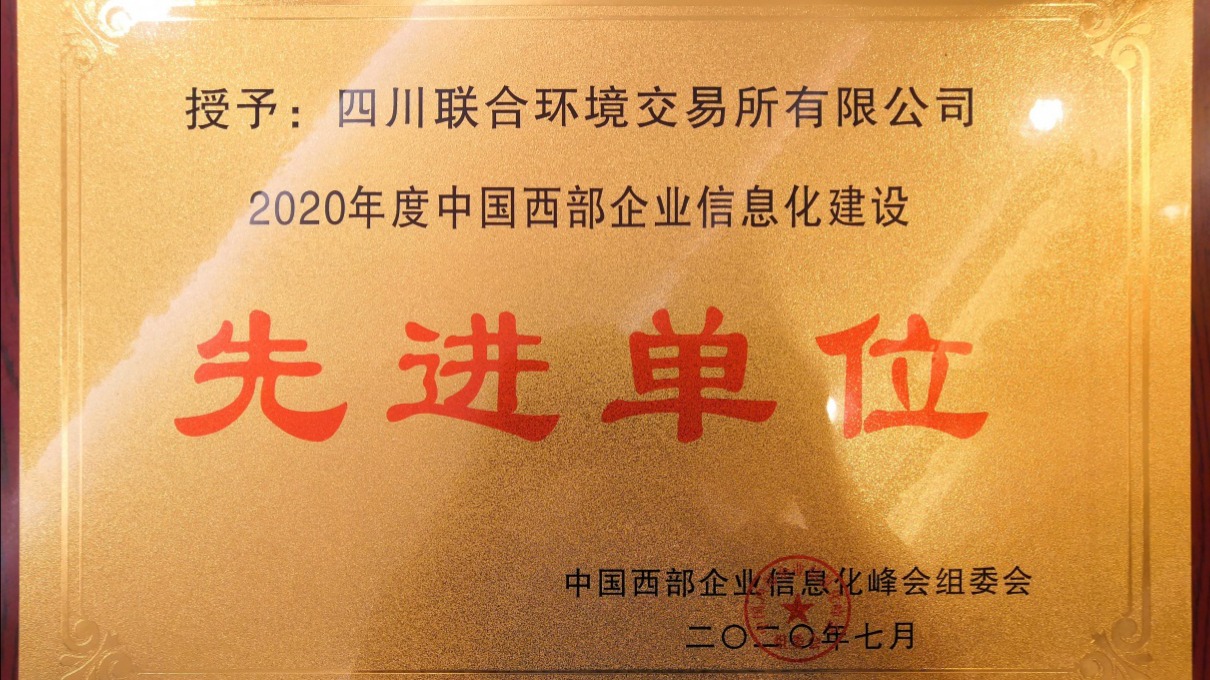 授予：四川联合环境交易所有限公司
2020年度中国西部企业信息化建设
先进单位
中国西部企业信息化峰会组委会
二〇二〇年七月